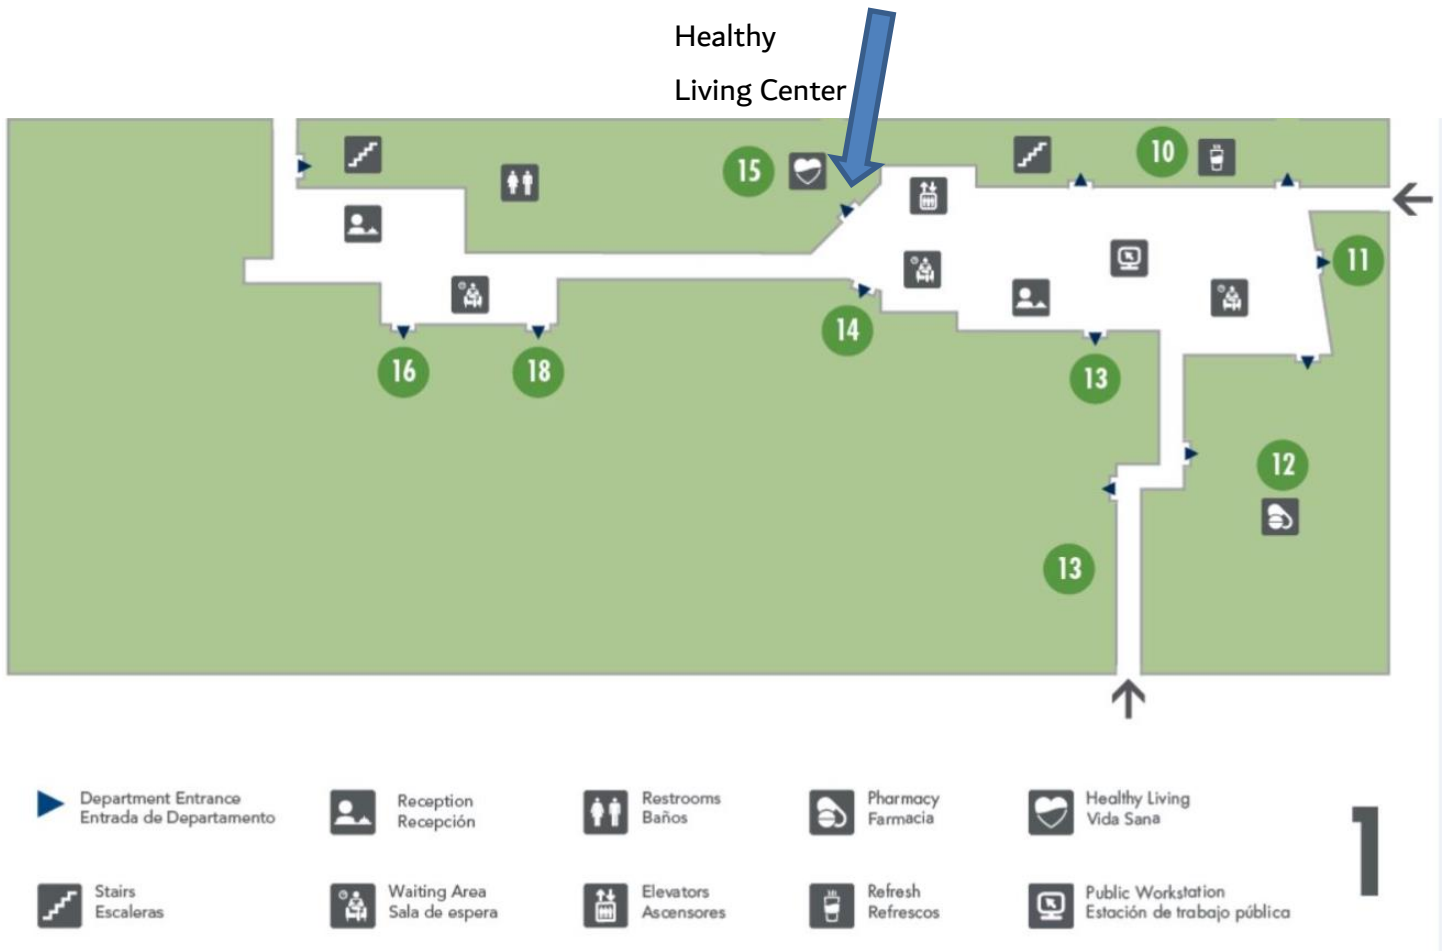 Healthy
Living Center
15
10
11
14
16
18
13
12
13
Department Entrance
Entrada de Departamento
Reception
Recepción
Restrooms
Baños
Pharmacy
Farmacia
Healthy Living
Vida Sana
1
Stairs
Escaleras
Waiting Area
Sala de espera
Elevators
Ascensores
Refresh
Refrescos
Public Workstation
Estación de trabajo pública